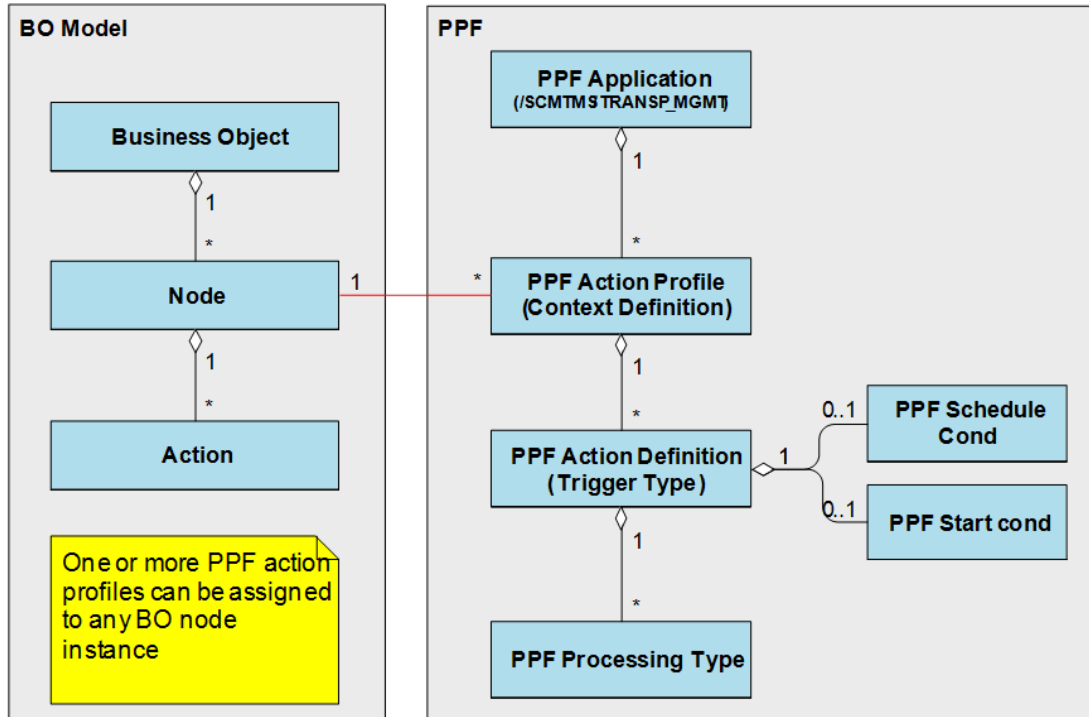 BO Model
Business Object
1
*
Node
1
*
Action
One or more PPF action
profiles can be assigned
to any BO node
instance
1
*
PPF
PPF Application
(/SCMTMS/TRANSP_MGMT)
1
*
PPF Action Profile
(Context Definition)
1
*
PPF Action Definition
(Trigger Type)
1
0..1
PPF Schedule
Cond
0..1
PPF Start cond
1
*
PPF Processing Type